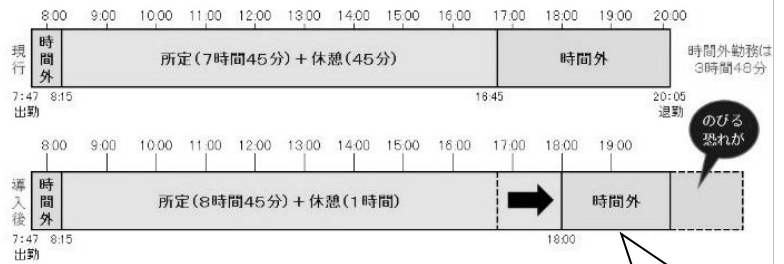 8:00 9:00 10:00 11:00 12:00 13:00 14:00 15:00 16:00 17:00 18:00 19:00 20:00
現行
時間外
所定(7時間45分)+休憩(45分)
時間外
時間外勤務は
3時間48分
7:47 8:15 16:45 20:05
出勤 退勤
のびる
恐れが
8:00 9:00 10:00 11:00 12:00 13:00 14:00 15:00 16:00 17:00 18:00 19:00
導入後
時間外
所定(8時間45分)+休憩(1時間)
時間外
7:47 8:15 18:00
出勤